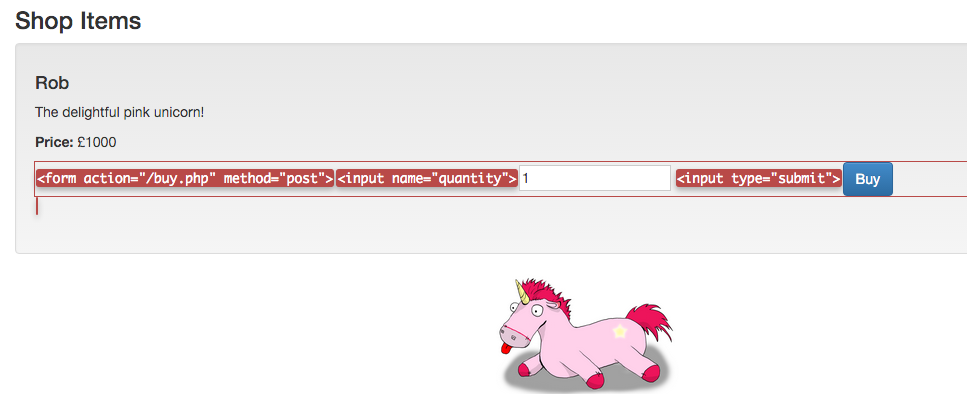 Shop Items
Rob
The delightful pink unicorn!
Price: £1000
<form action="/buy.php" method="post"> <input name="quantity"> 1 <input type="submit"> Buy